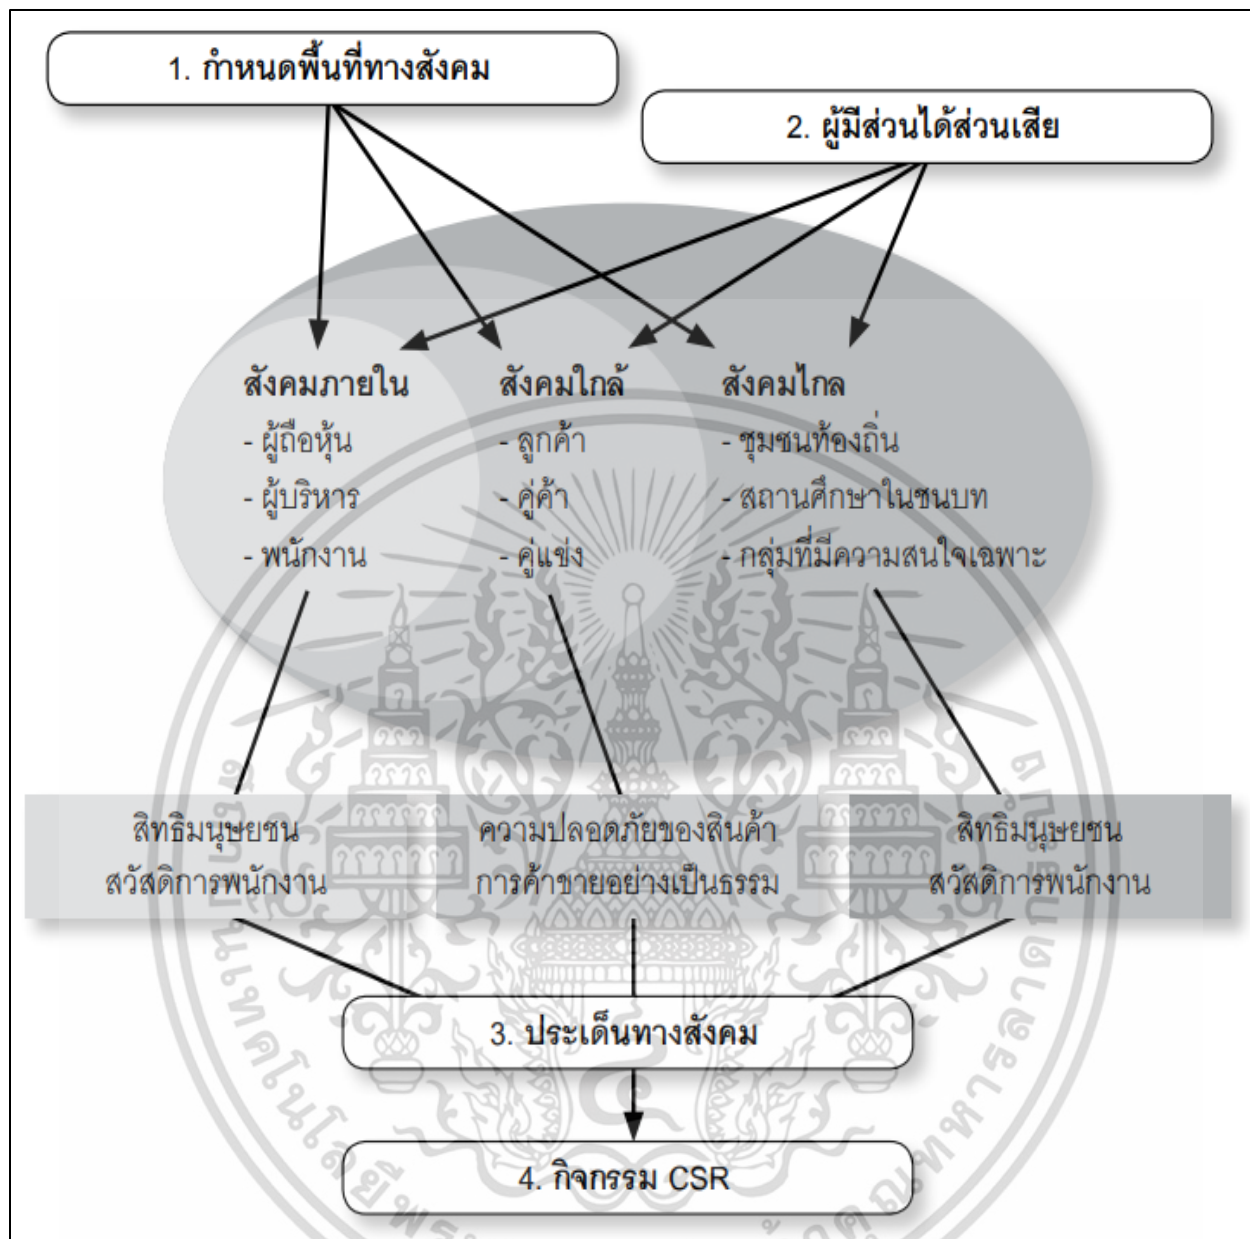 1. กำหนดพื้นที่ทางสังคม
2. ผู้มีส่วนได้ส่วนเสีย
สังคมภายใน
- ผู้ถือหุ้น
- ผู้บริหาร
- พนักงาน
สังคมใกล้
- ลูกค้า
- คู่ค้า
- คู่แข่ง
สังคมไกล
- ชุมชนท้องถิ่น
- สถานศึกษาในชนบท
- กลุ่มที่มีความสนใจเฉพาะ
สิทธิมนุษยชน
สวัสดิการพนักงาน
ความปลอดภัยของสินค้า
การค้าขายอย่างเป็นธรรม
สิทธิมนุษยชน
สวัสดิการพนักงาน
3. ประเด็นทางสังคม
4. กิจกรรม CSR